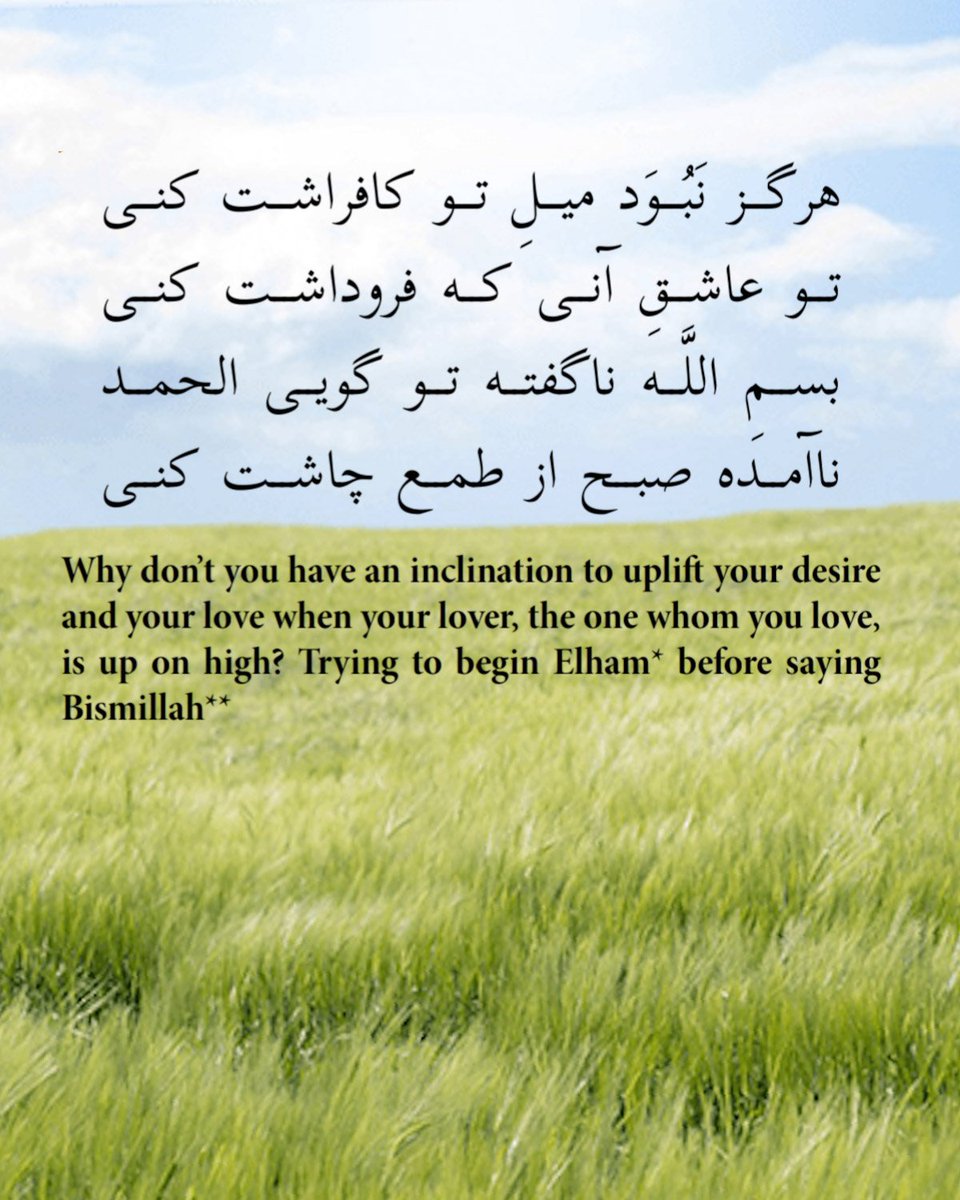 هرگز نَبُوَد میلِ تو کافراشت کنی
تو عاشقِ آنی که فروداشت کنی
بسمِ اللَّه ناگفته تو گویی الحمد
ناآمدَه صبح از طمع چاشت کنی
Why don’t you have an inclination to uplift your desire
and your love when your lover, the one whom you love,
is up on high? Trying to begin Elham* before saying
Bismillah**